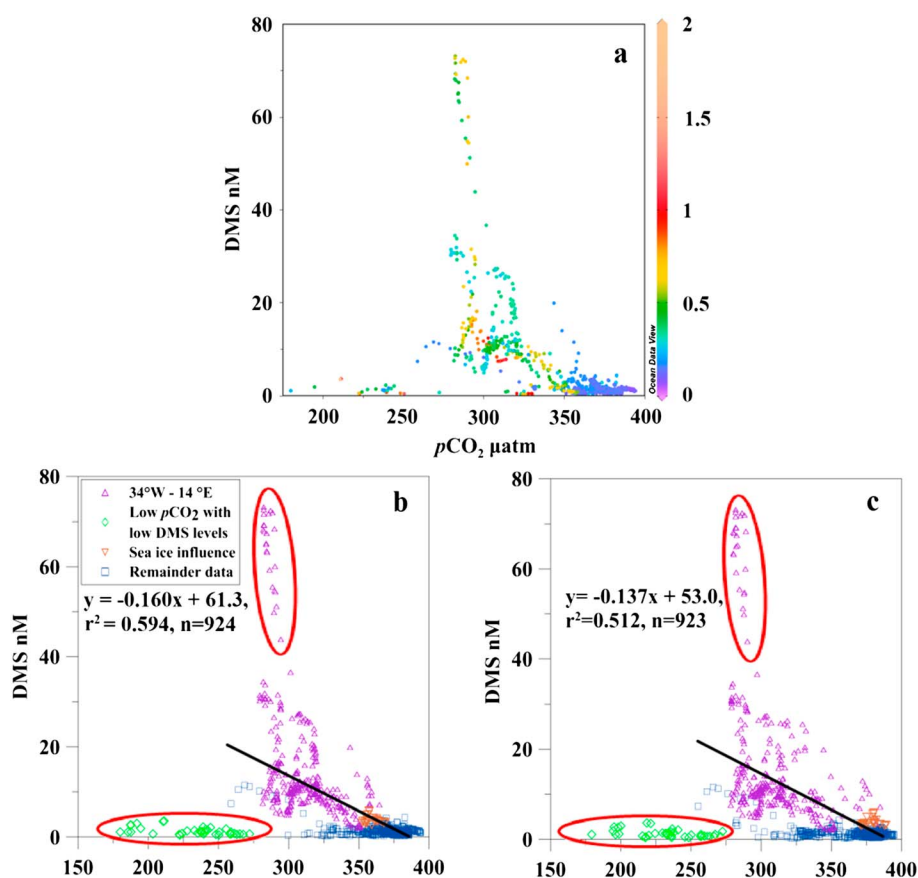 80
60
40
20
0
DMS nM
a
200
250
300
350
400
pCO₂ µatm
2
1.5
1
0.5
0
Ocean Data View
80
60
40
20
0
DMS nM
b
34°W - 14 °E
Low pCO₂ with
low DMS levels
Sea ice influence
Remainder data
y = -0.160x + 61.3,
r² = 0.594, n=924
150
200
250
300
350
400
80
60
40
20
0
DMS nM
c
y= -0.137x + 53.0,
r²=0.512, n=923
150
200
250
300
350
400